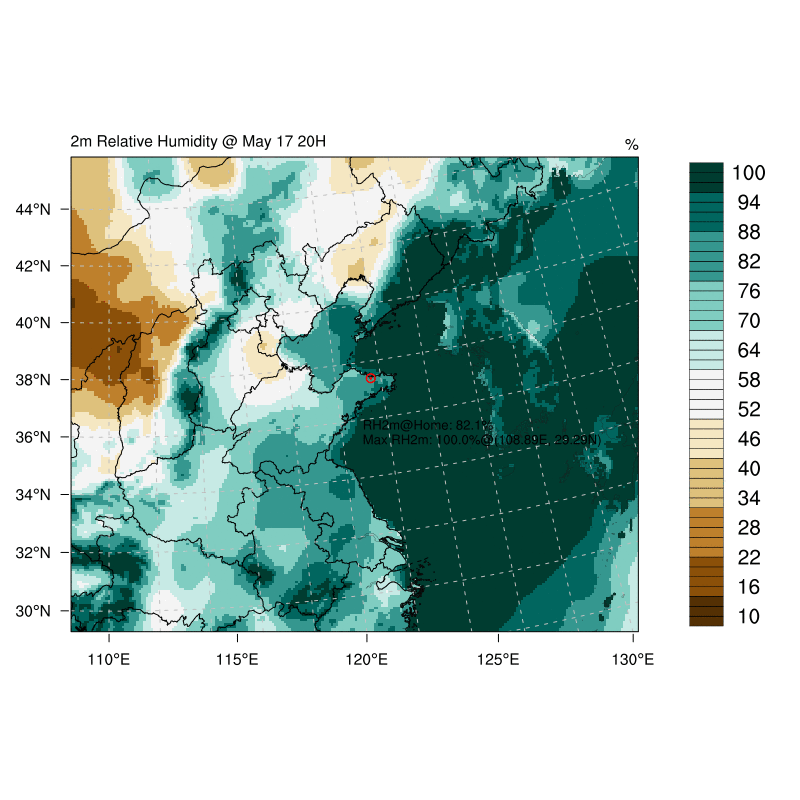 2m Relative Humidity @ May 17 20H
%
44°N
42°N
40°N
38°N
36°N
34°N
32°N
30°N
110°E
115°E
120°E
125°E
130°E
RH2m@Home: 82.1%
Max RH2m: 100.0%@(108.89E, 29.29N)
100
94
88
82
76
70
64
58
52
46
40
34
28
22
16
10